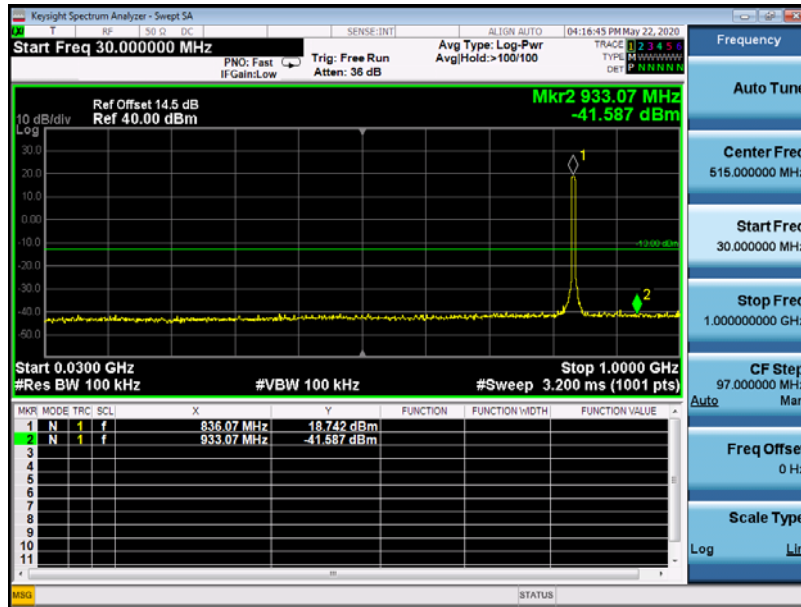 Keysight Spectrum Analyzer - Swept SA
T RF 50 Ω DC SENSE:INT ALIGN AUTO 04:16:45 PM May 22, 2020
Start Freq 30.000000 MHz
PNO: Fast
IFGain:Low
Trig: Free Run
Atten: 36 dB
Avg Type: Log-Pwr
Avg|Hold:>100/100
TRACE 1 2 3 4 5 6
TYPE M W W W W W
DET P N N N N N
Ref Offset 14.5 dB
Ref 40.00 dBm
10 dB/div
Log
Mkr2 933.07 MHz
-41.587 dBm
30.0
20.0
10.0
0.00
-10.0
-20.0
-30.0
-40.0
-50.0
1
-13.00 dBm
2
Start 0.0300 GHz
Stop 1.0000 GHz
#Res BW 100 kHz
#VBW 100 kHz
#Sweep 3.200 ms (1001 pts)
MKR MODE TRC SCL X Y FUNCTION FUNCTION WIDTH FUNCTION VALUE
1 N 1 f 836.07 MHz 18.742 dBm
2 N 1 f 933.07 MHz -41.587 dBm
3
4
5
6
7
8
9
10
11
MSG
STATUS
Frequency
Auto Tune
Center Freq
515.000000 MHz
Start Freq
30.000000 MHz
Stop Freq
1.000000000 GHz
CF Step
97.000000 MHz
Auto Man
Freq Offset
0 Hz
Scale Type
Log Lin